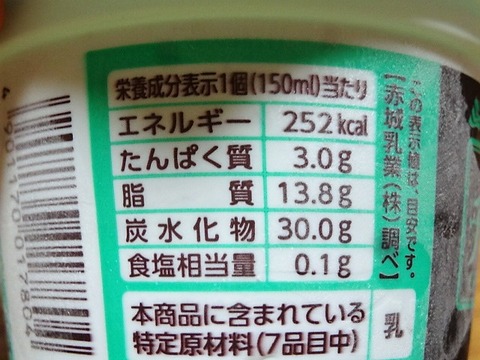 栄養成分表示1個(150ml)当たり
エネルギー 252kcal
たんぱく質 3.0g
脂質 13.8g
炭水化物 30.0g
食塩相当量 0.1g
この表示値は、目安です。
【赤城乳業(株)調べ】
本商品に含まれている
特定原材料(7品目中)
乳
4 901170 017804